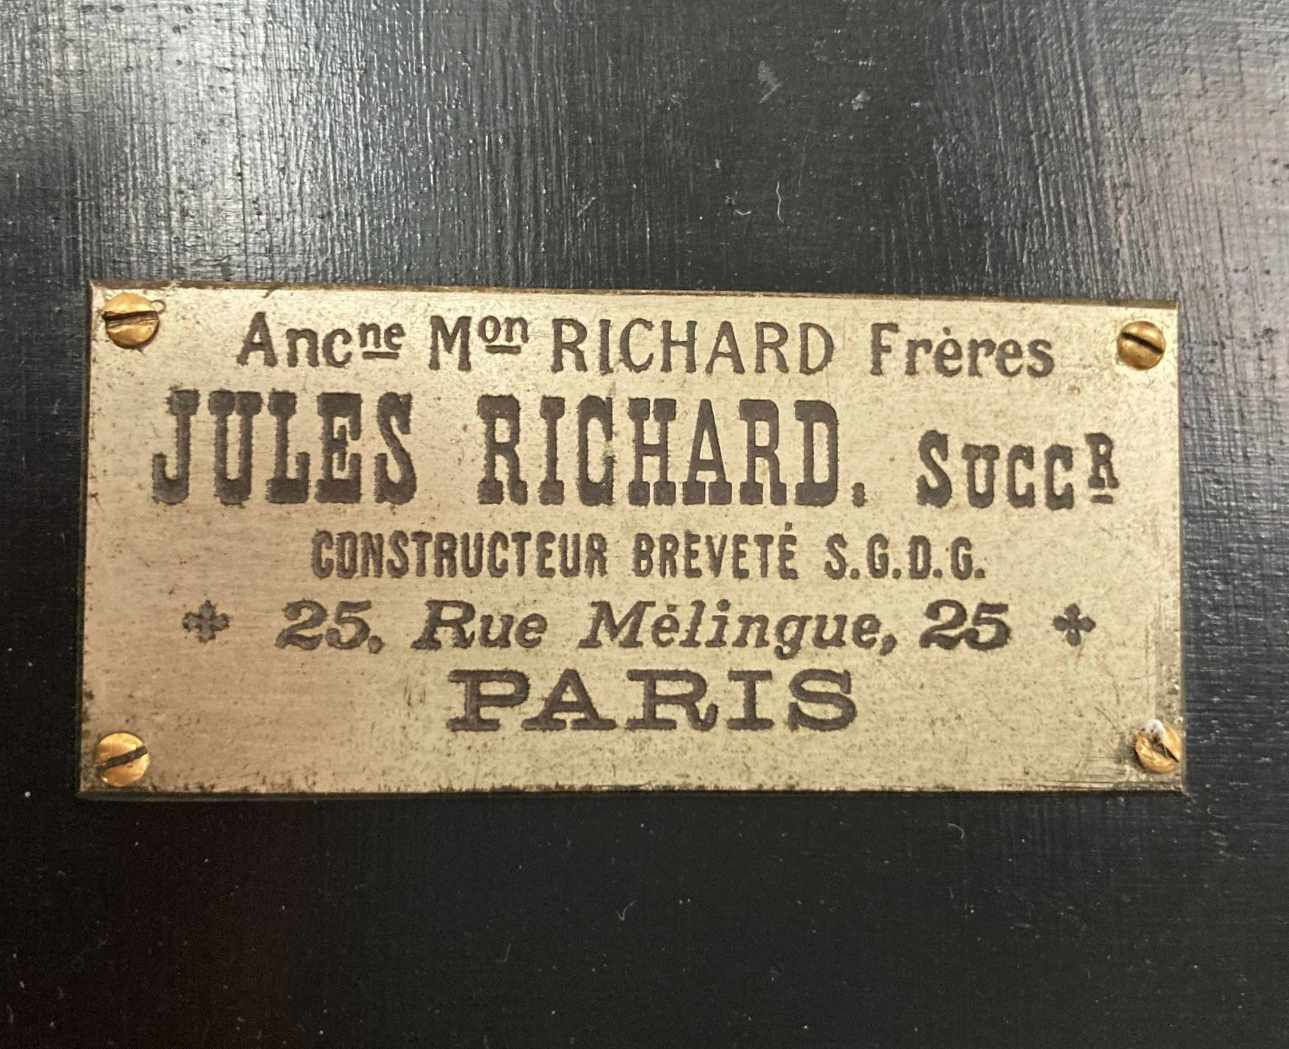 Ancne Mon RICHARD Frères
JULES RICHARD. SUCCR
CONSTRUCTEUR BREVETÉ S.G.D.G.
25, Rue Mélingue, 25
PARIS